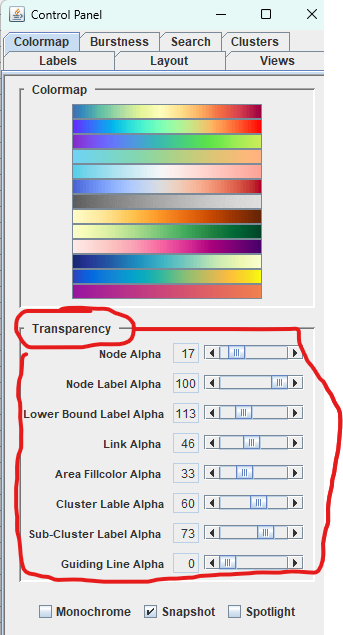 Control Panel
Colormap Burstness Search Clusters
Labels Layout Views
Colormap
Transparency
Node Alpha 17
Node Label Alpha 100
Lower Bound Label Alpha 113
Link Alpha 46
Area Fillcolor Alpha 33
Cluster Lable Alpha 60
Sub-Cluster Label Alpha 73
Guiding Line Alpha 0
Monochrome Snapshot Spotlight